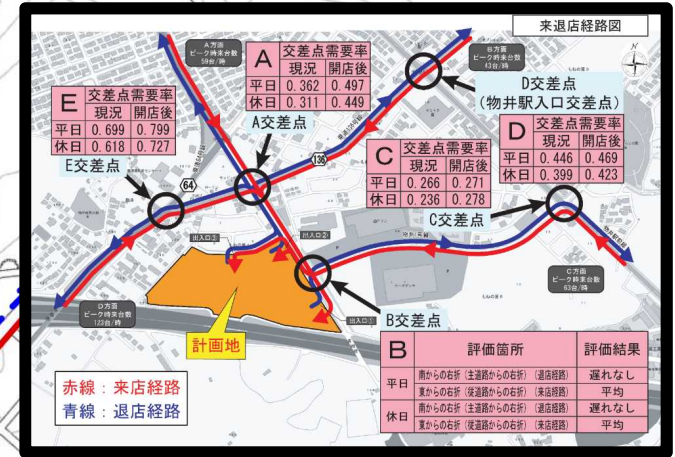 来退店経路図
A方面
ピーク時来台数
59台/時
A
交差点需要率
現況 開店後
平日 0.362 0.497
休日 0.311 0.449
B方面
ピーク時来台数
43台/時
N
E
交差点需要率
現況 開店後
平日 0.699 0.799
休日 0.618 0.727
A交差点
136
D交差点
(物井駅入口交差点)
E交差点
64
C
交差点需要率
現況 開店後
平日 0.266 0.271
休日 0.236 0.278
D
交差点需要率
現況 開店後
平日 0.446 0.469
休日 0.399 0.423
C交差点
出入口③
出入口②
物井1号線
C方面
ピーク時来台数
63台/時
D方面
ピーク時来台数
123台/時
計画地
出入口①
B交差点
赤線:来店経路
青線:退店経路
B 評価箇所 評価結果
平日 南からの右折(主道路からの右折)(退店経路) 遅れなし
東からの右折(従道路からの右折)(来店経路) 平均
休日 南からの右折(主道路からの右折)(退店経路) 遅れなし
東からの右折(従道路からの右折)(来店経路) 平均